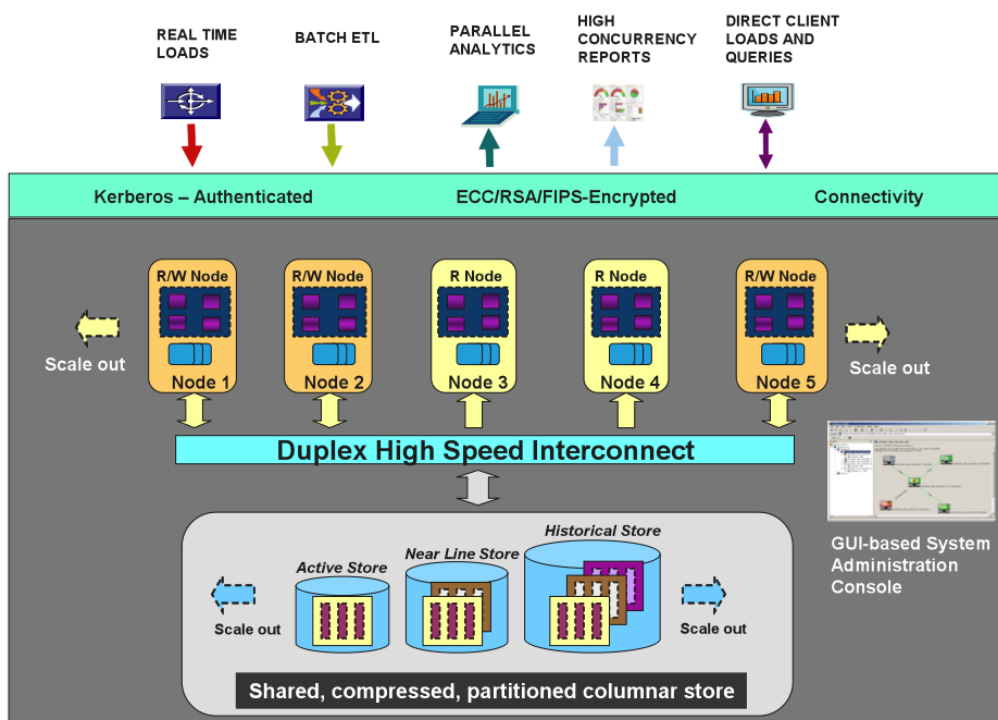 REAL TIME
LOADS
BATCH ETL
PARALLEL
ANALYTICS
HIGH
CONCURRENCY
REPORTS
DIRECT CLIENT
LOADS AND
QUERIES
Kerberos – Authenticated
ECC/RSA/FIPS-Encrypted
Connectivity
R/W Node
R/W Node
R Node
R Node
R/W Node
Scale out
Node 1
Node 2
Node 3
Node 4
Node 5
Scale out
Duplex High Speed Interconnect
GUI-based System
Administration
Console
Active Store
Near Line Store
Historical Store
Scale out
Scale out
Shared, compressed, partitioned columnar store